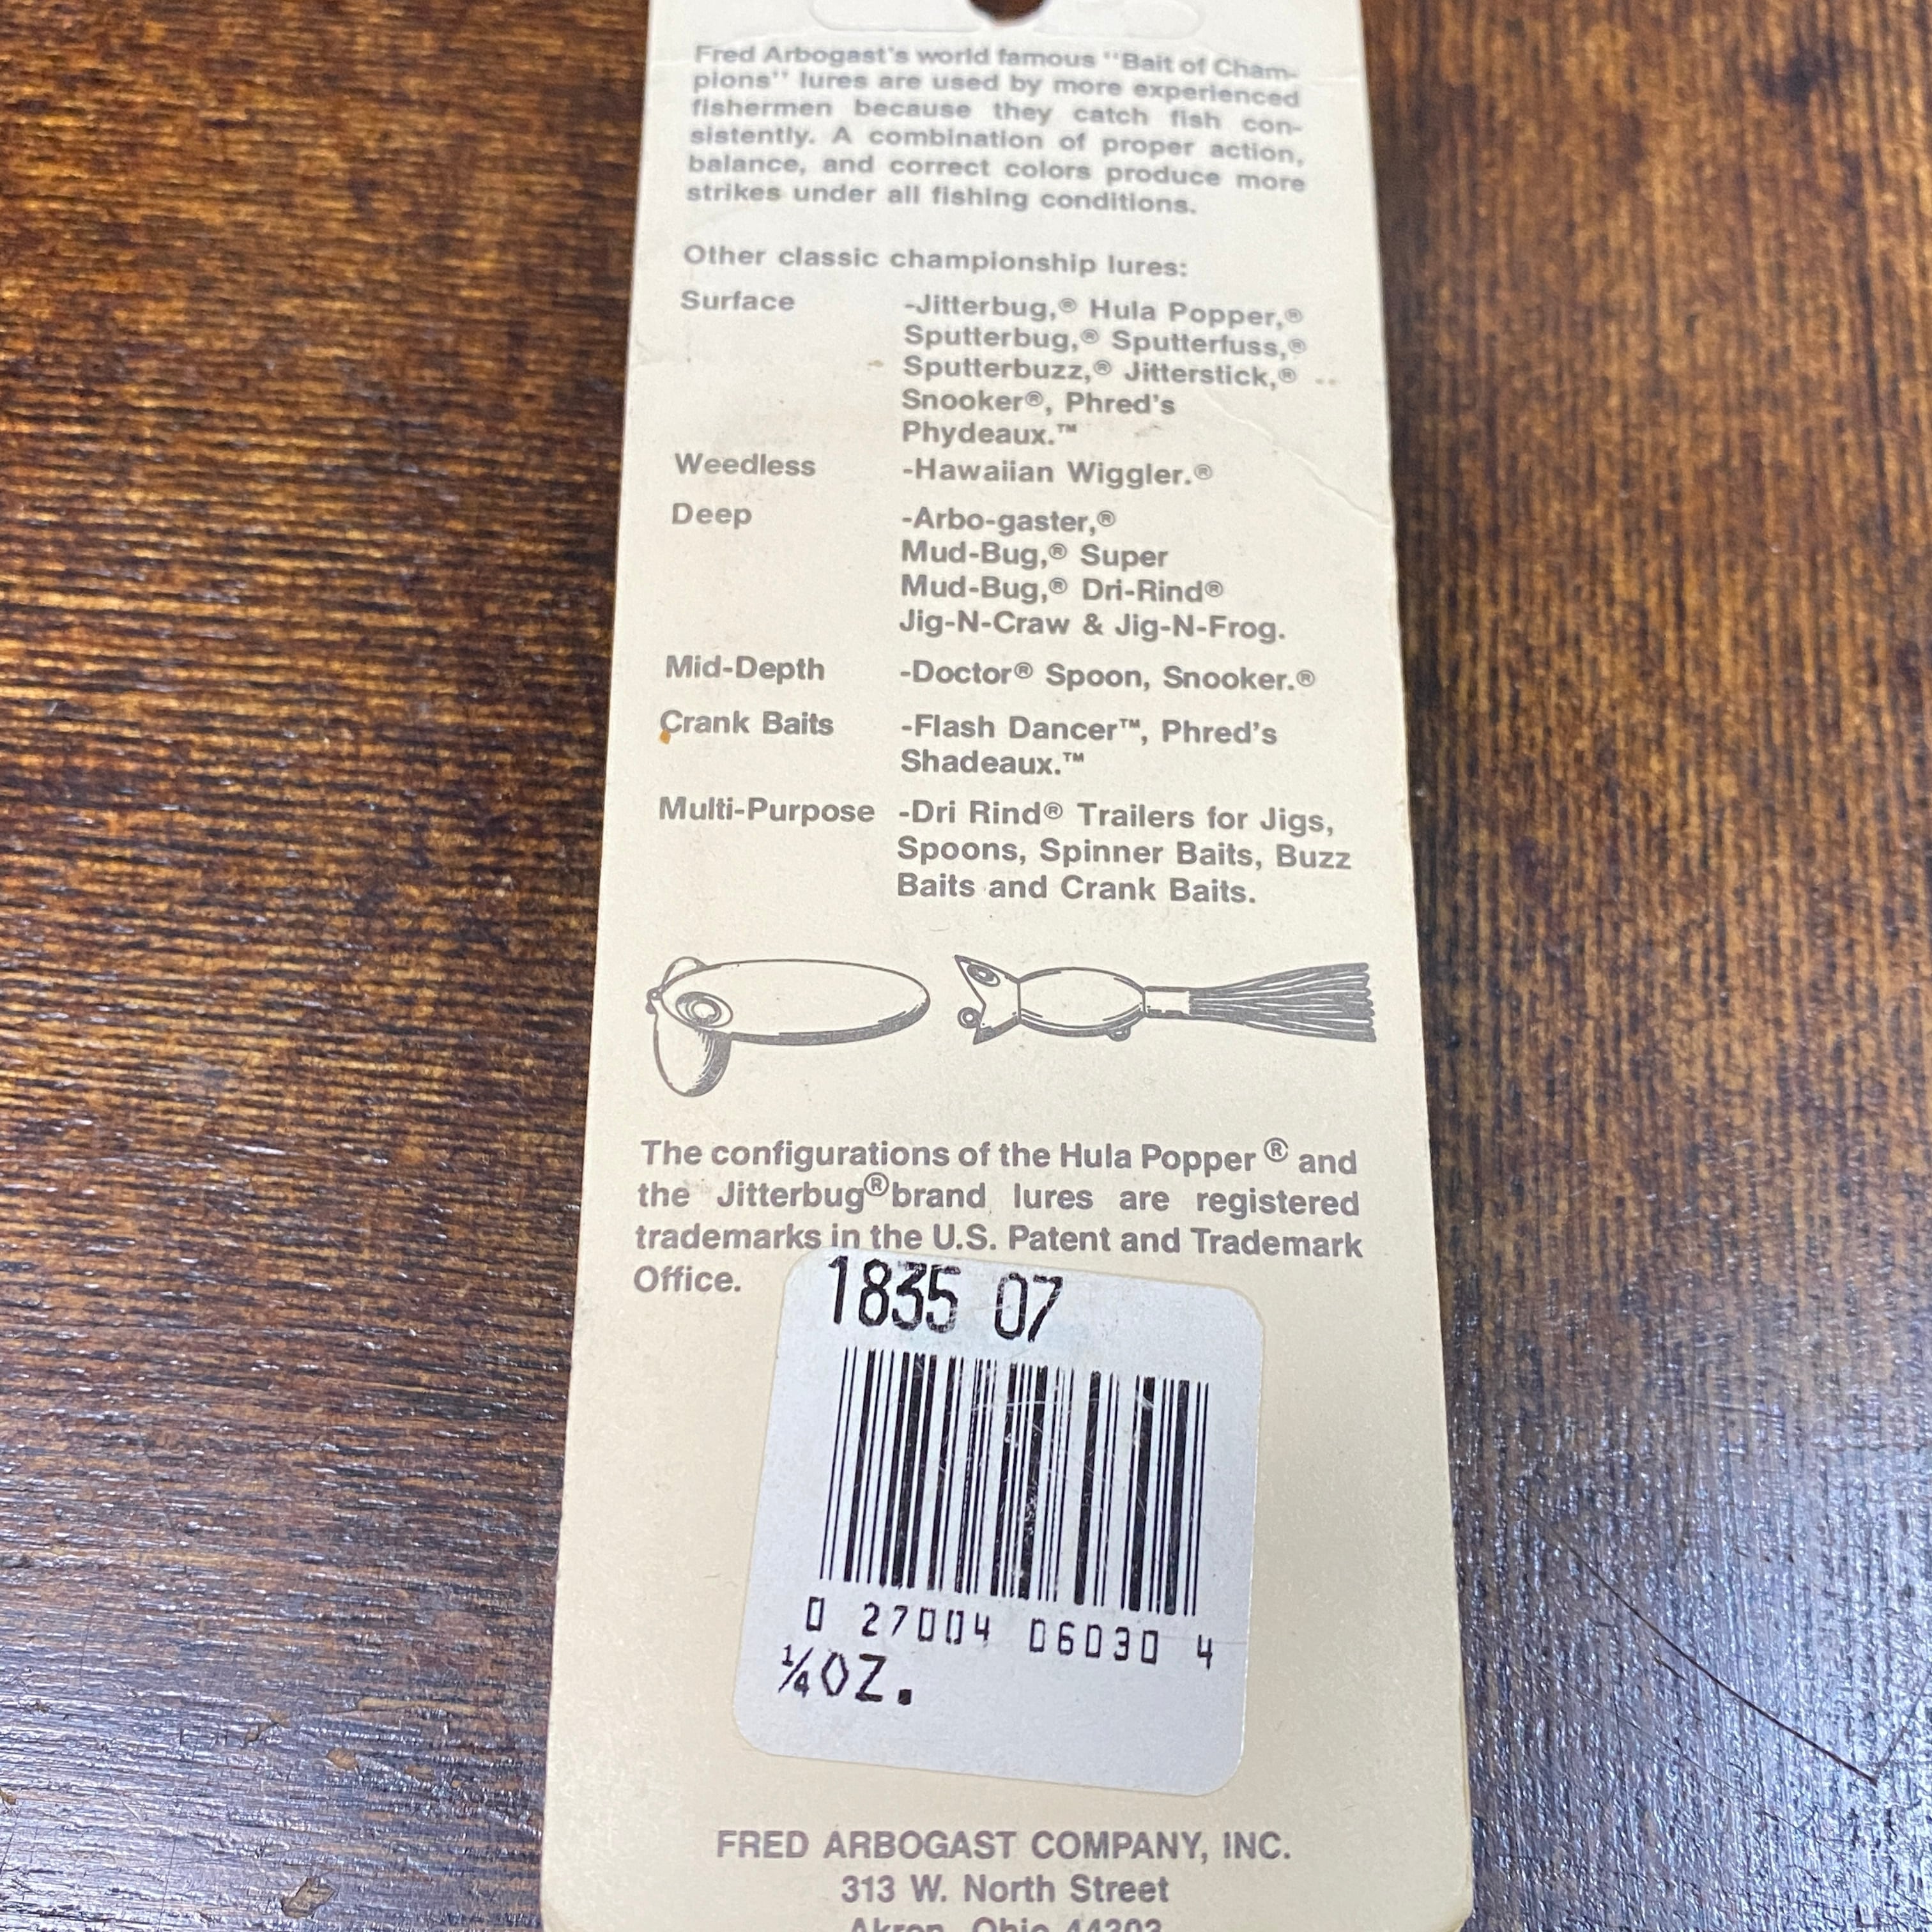 Fred Arbogast's world famous "Bait of Cham-
pions" lures are used by more experienced
fishermen because they catch fish con-
sistently. A combination of proper action,
balance, and correct colors produce more
strikes under all fishing conditions.
Other classic championship lures:
Surface -Jitterbug,® Hula Popper,®
Sputterbug,® Sputterfuss,®
Sputterbuzz,® Jitterstick,®
Snooker®, Phred's
Phydeaux.™
Weedless -Hawaiian Wiggler.®
Deep -Arbo-gaster,®
Mud-Bug,® Super
Mud-Bug,® Dri-Rind®
Jig-N-Craw & Jig-N-Frog.
Mid-Depth -Doctor® Spoon, Snooker.®
Crank Baits -Flash Dancer™, Phred's
Shadeaux.™
Multi-Purpose -Dri Rind® Trailers for Jigs,
Spoons, Spinner Baits, Buzz
Baits and Crank Baits.
The configurations of the Hula Popper ® and
the Jitterbug® brand lures are registered
trademarks in the U.S. Patent and Trademark
Office.
1835 07
0 27004 06030 4
¼ OZ.
FRED ARBOGAST COMPANY, INC.
313 W. North Street
Akron, Ohio 44303